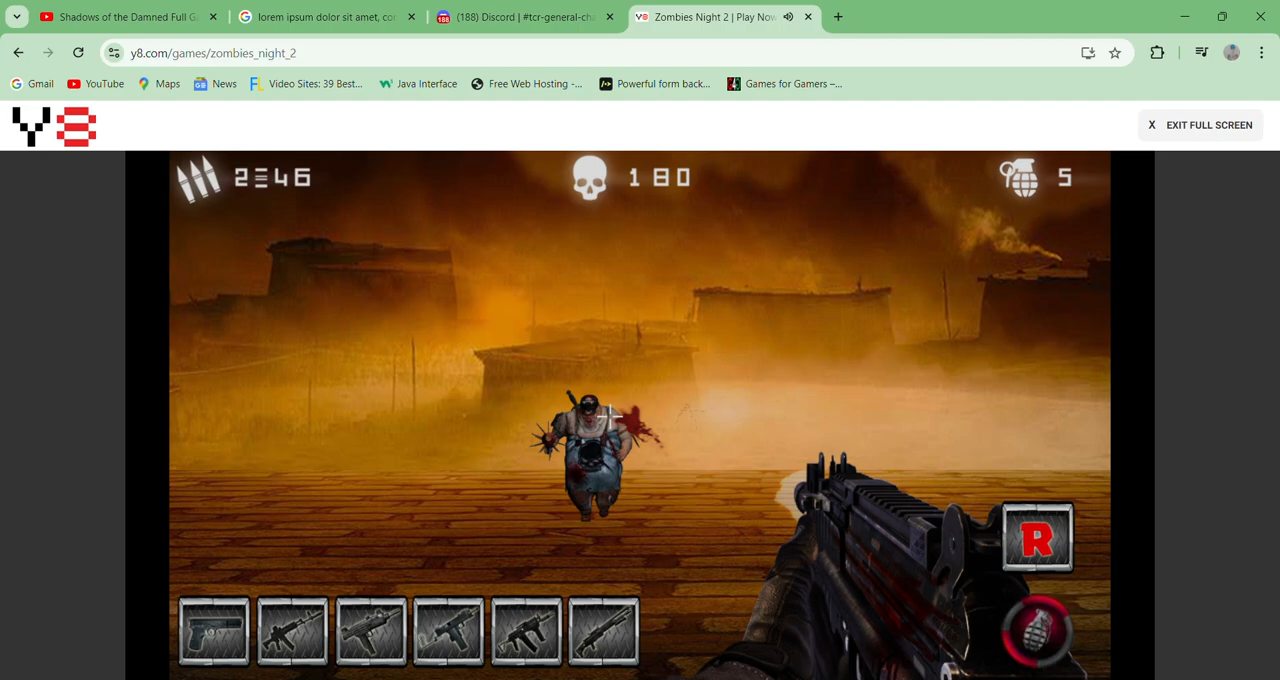 Shadows of the Damned Full G
lorem ipsum dolor sit amet, co
(188) Discord | #tcr-general-cha
Zombies Night 2 | Play Now
y8.com/games/zombies_night_2
Gmail
YouTube
Maps
News
Video Sites: 39 Best...
Java Interface
Free Web Hosting -...
Powerful form back...
Games for Gamers –...
Y8
X EXIT FULL SCREEN
180
5
R